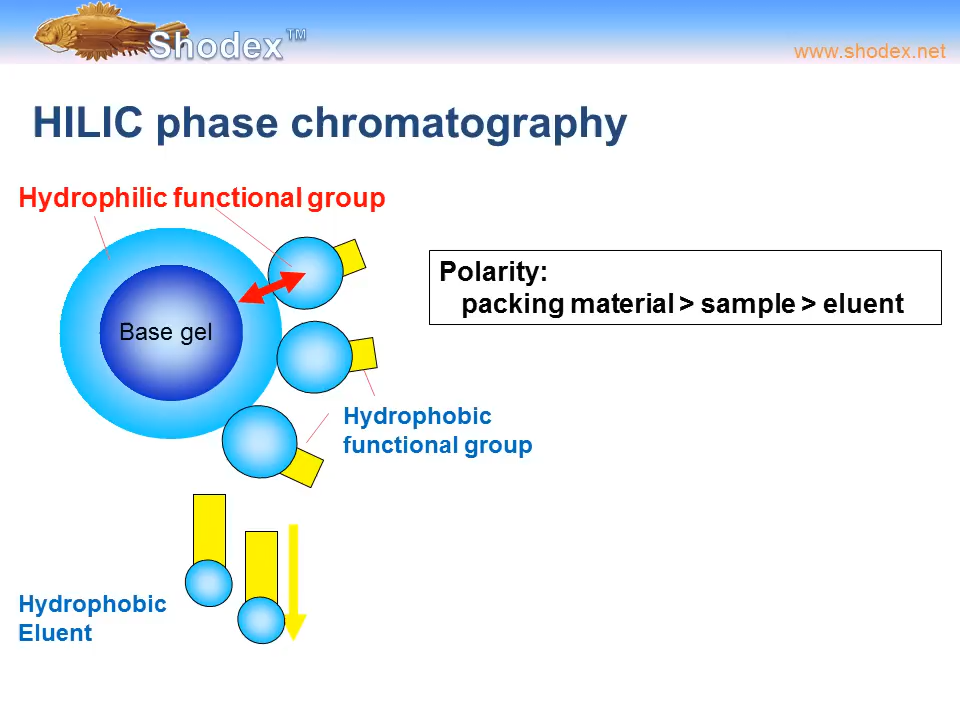 Shodex™
www.shodex.net
HILIC phase chromatography
Hydrophilic functional group
Polarity:
packing material > sample > eluent
Base gel
Hydrophobic
functional group
Hydrophobic
Eluent